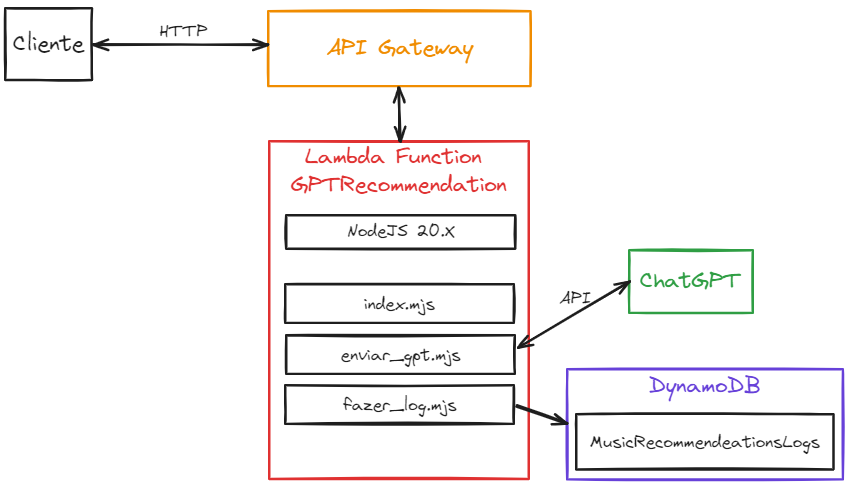 Cliente
HTTP
API Gateway
Lambda Function
GPTRecommendation
NodeJS 20.x
index.mjs
enviar_gpt.mjs
fazer_log.mjs
API
ChatGPT
DynamoDB
MusicRecommendeationsLogs